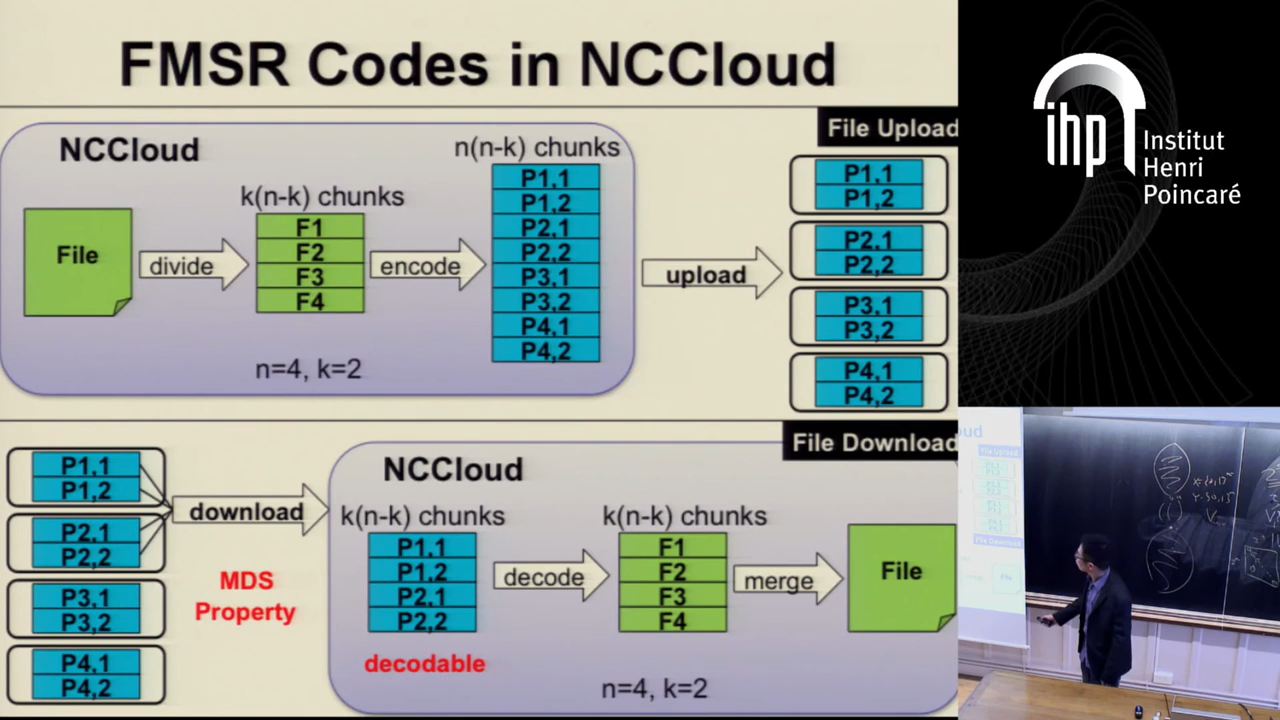 FMSR Codes in NCCloud
File Upload
NCCloud
n(n-k) chunks
k(n-k) chunks
File
divide
F1
F2
F3
F4
encode
P1,1
P1,2
P2,1
P2,2
P3,1
P3,2
P4,1
P4,2
n=4, k=2
upload
P1,1
P1,2
P2,1
P2,2
P3,1
P3,2
P4,1
P4,2
File Download
P1,1
P1,2
P2,1
P2,2
P3,1
P3,2
P4,1
P4,2
download
MDS
Property
NCCloud
k(n-k) chunks
P1,1
P1,2
P2,1
P2,2
decodable
decode
k(n-k) chunks
F1
F2
F3
F4
merge
File
n=4, k=2
ihp
Institut
Henri
Poincaré
oud
File Upload
File Download